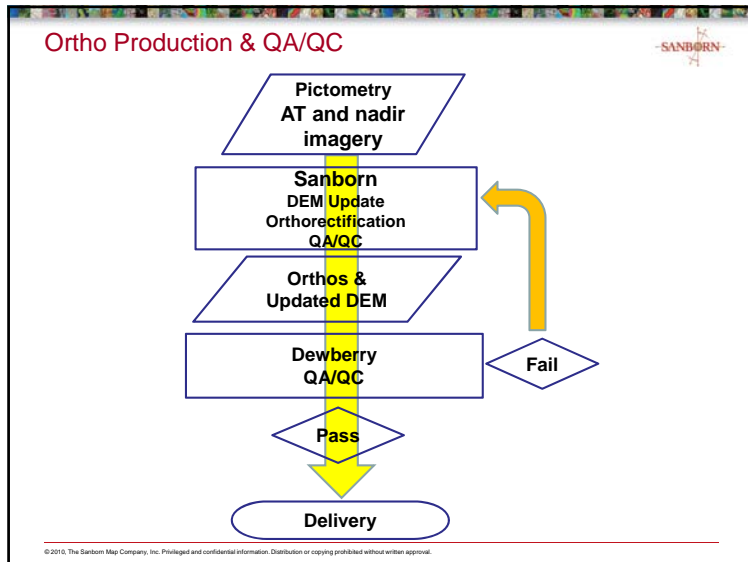 Ortho Production & QA/QC
SANBORN
Pictometry
AT and nadir
imagery
Sanborn
DEM Update
Orthorectification
QA/QC
Orthos &
Updated DEM
Dewberry
QA/QC
Fail
Pass
Delivery
© 2010, The Sanborn Map Company, Inc. Privileged and confidential information. Distribution or copying prohibited without written approval.